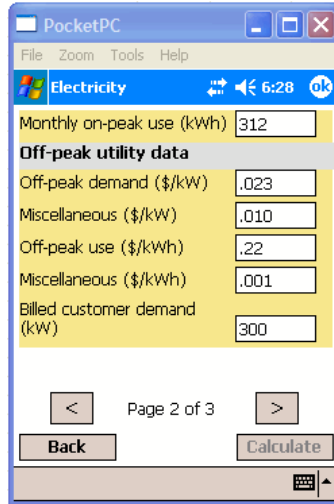 PocketPC
File Zoom Tools Help
Electricity 6:28 ok
Monthly on-peak use (kWh) 312
Off-peak utility data
Off-peak demand ($/kW) .023
Miscellaneous ($/kW) .010
Off-peak use ($/kWh) .22
Miscellaneous ($/kWh) .001
Billed customer demand
(kW) 300
< Page 2 of 3 >
Back Calculate